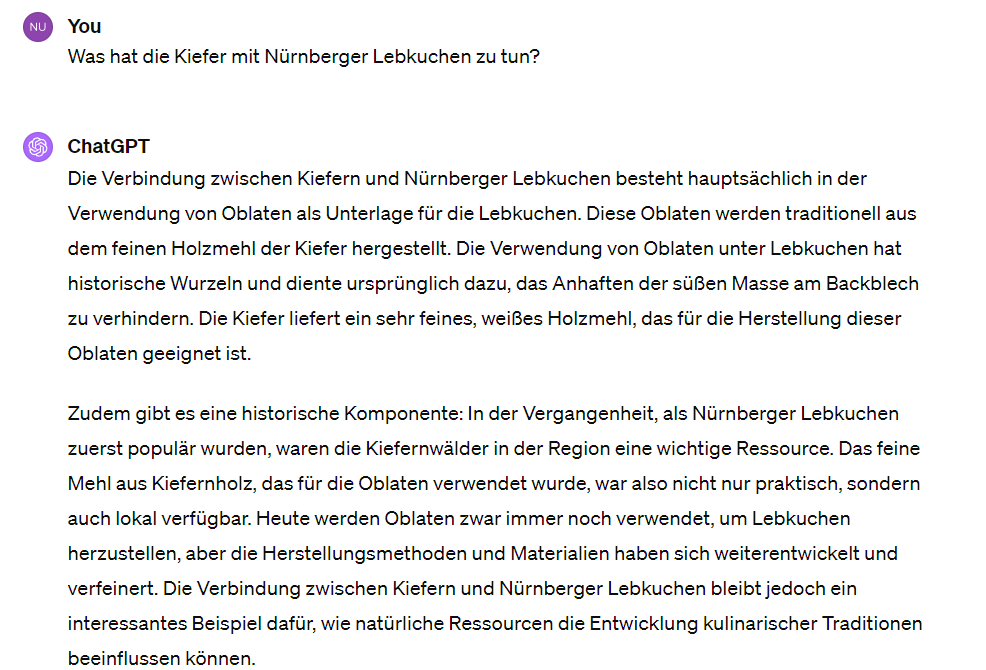 NU
You
Was hat die Kiefer mit Nürnberger Lebkuchen zu tun?
ChatGPT
Die Verbindung zwischen Kiefern und Nürnberger Lebkuchen besteht hauptsächlich in der
Verwendung von Oblaten als Unterlage für die Lebkuchen. Diese Oblaten werden traditionell aus
dem feinen Holzmehl der Kiefer hergestellt. Die Verwendung von Oblaten unter Lebkuchen hat
historische Wurzeln und diente ursprünglich dazu, das Anhaften der süßen Masse am Backblech
zu verhindern. Die Kiefer liefert ein sehr feines, weißes Holzmehl, das für die Herstellung dieser
Oblaten geeignet ist.
Zudem gibt es eine historische Komponente: In der Vergangenheit, als Nürnberger Lebkuchen
zuerst populär wurden, waren die Kiefernwälder in der Region eine wichtige Ressource. Das feine
Mehl aus Kiefernholz, das für die Oblaten verwendet wurde, war also nicht nur praktisch, sondern
auch lokal verfügbar. Heute werden Oblaten zwar immer noch verwendet, um Lebkuchen
herzustellen, aber die Herstellungsmethoden und Materialien haben sich weiterentwickelt und
verfeinert. Die Verbindung zwischen Kiefern und Nürnberger Lebkuchen bleibt jedoch ein
interessantes Beispiel dafür, wie natürliche Ressourcen die Entwicklung kulinarischer Traditionen
beeinflussen können.